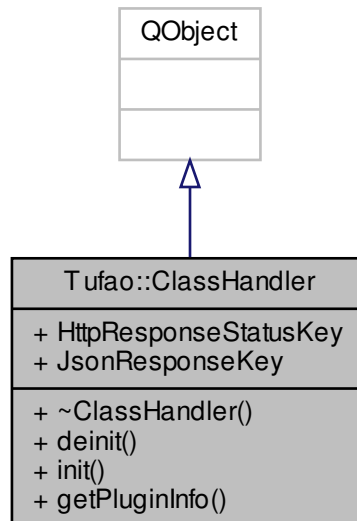 QObject
Tufao::ClassHandler
+ HttpResponseStatusKey
+ JsonResponseKey
+ ~ClassHandler()
+ deinit()
+ init()
+ getPluginInfo()